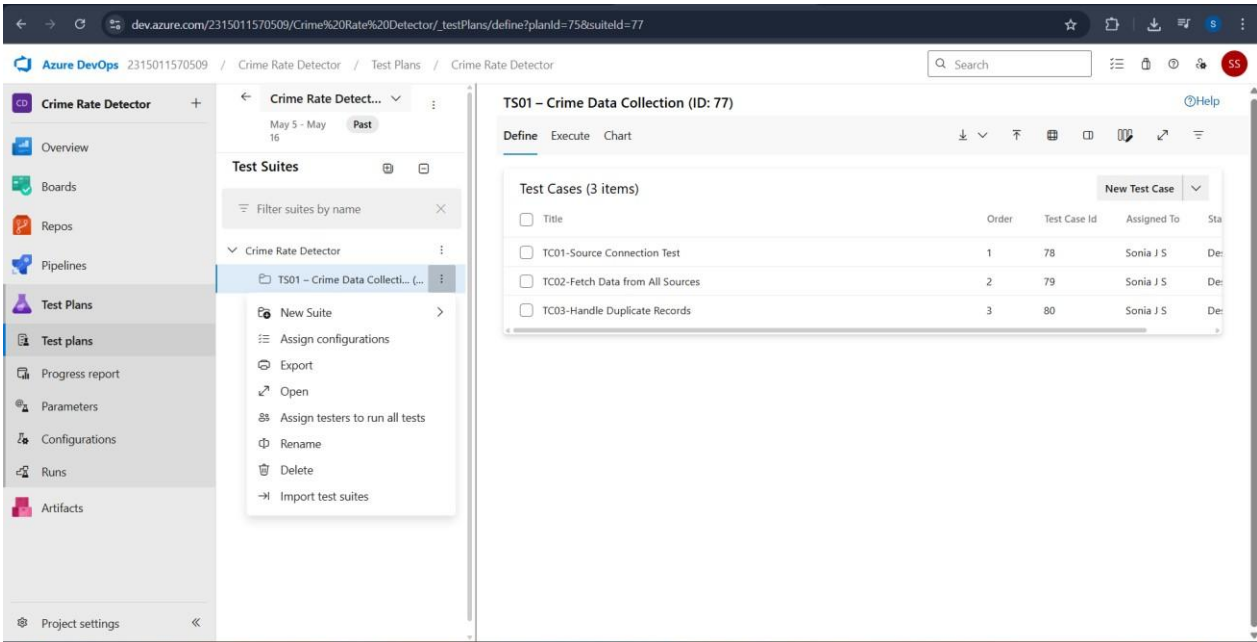 dev.azure.com/2315011570509/Crime%20Rate%20Detector/_testPlans/define?planId=75&suiteId=77
S
Azure DevOps 2315011570509 / Crime Rate Detector / Test Plans / Crime Rate Detector
Search
SS
CD Crime Rate Detector
Overview
Boards
Repos
Pipelines
Test Plans
Test plans
Progress report
Parameters
Configurations
Runs
Artifacts
Project settings
Crime Rate Detect...
May 5 - May
16
Past
Test Suites
Filter suites by name
Crime Rate Detector
TS01 – Crime Data Collecti... (...
New Suite
Assign configurations
Export
Open
Assign testers to run all tests
Rename
Delete
Import test suites
TS01 – Crime Data Collection (ID: 77)
Help
Define Execute Chart
Test Cases (3 items)
New Test Case
Title Order Test Case Id Assigned To Sta
TC01-Source Connection Test 1 78 Sonia J S De
TC02-Fetch Data from All Sources 2 79 Sonia J S De
TC03-Handle Duplicate Records 3 80 Sonia J S De